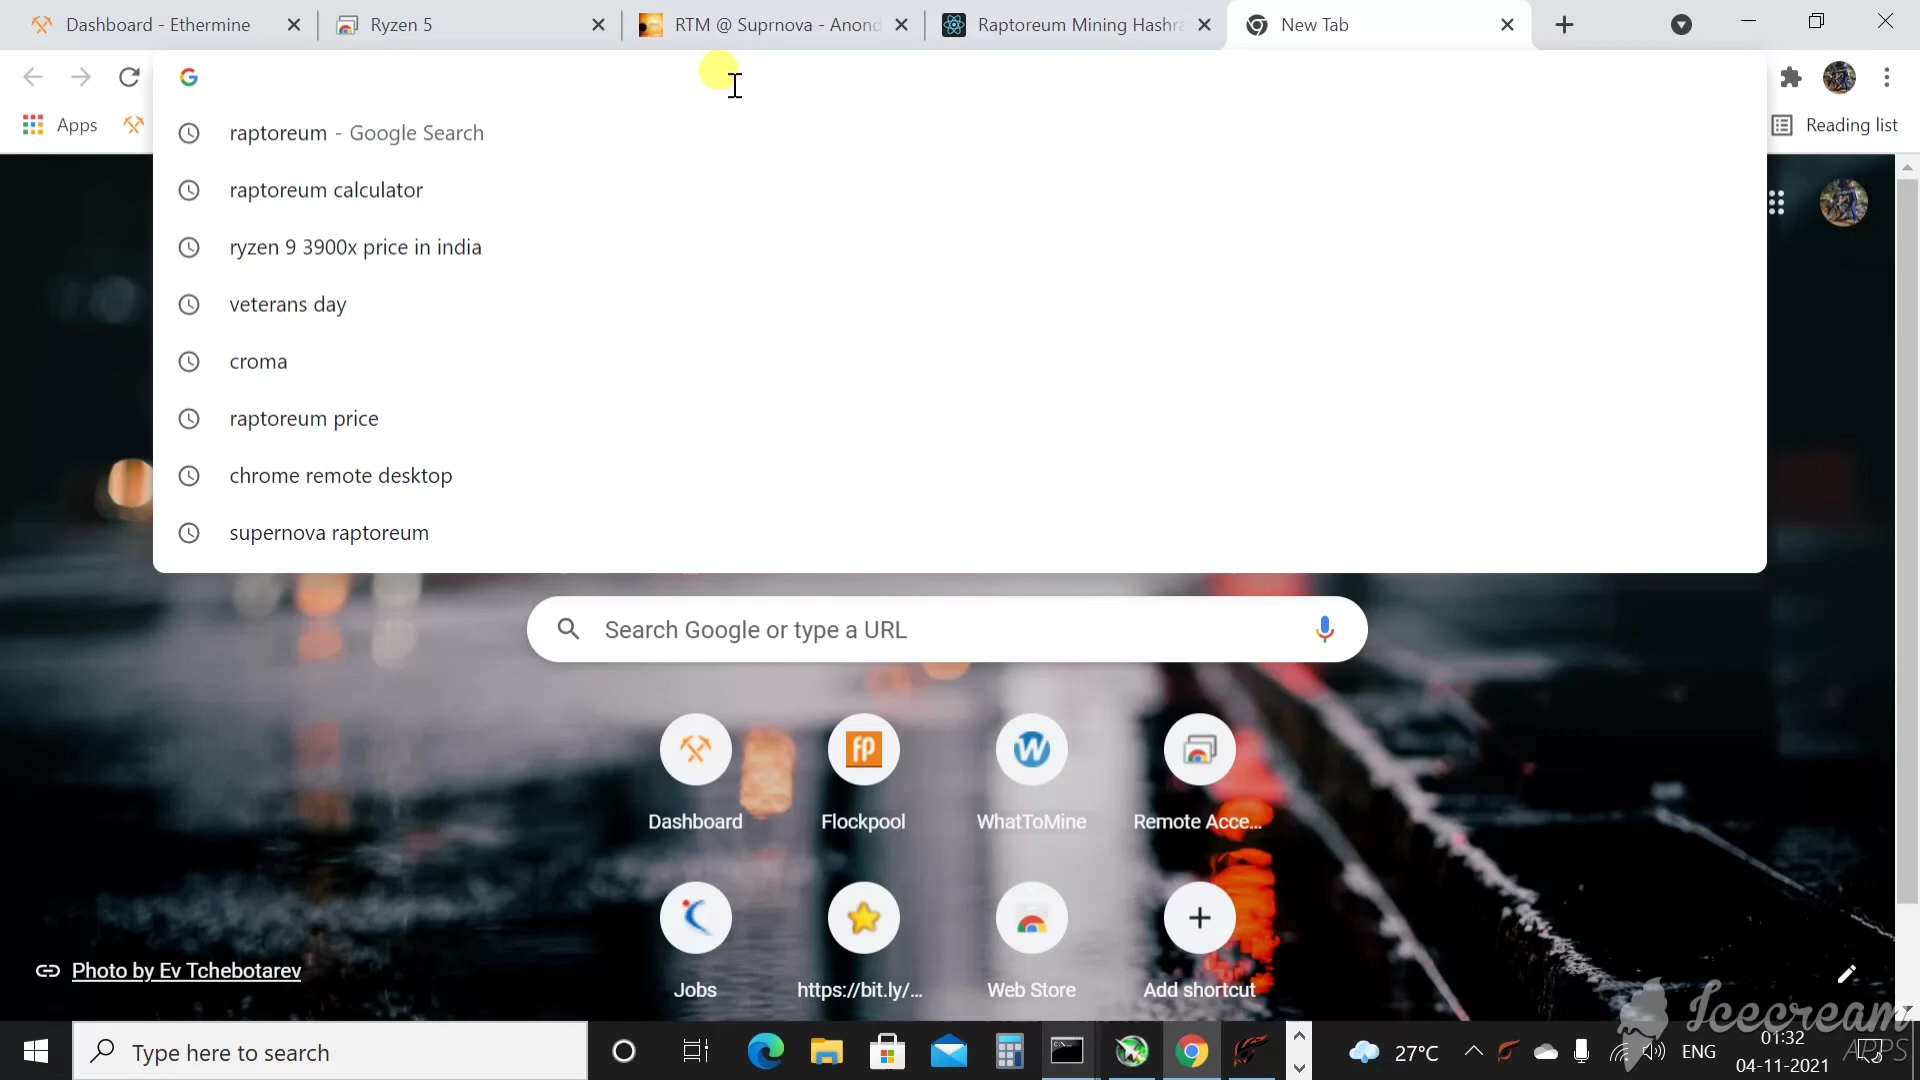 Dashboard - Ethermine
Ryzen 5
RTM @ Suprnova - Anond
Raptoreum Mining Hashra
New Tab
Apps
Reading list
raptoreum - Google Search
raptoreum calculator
ryzen 9 3900x price in india
veterans day
croma
raptoreum price
chrome remote desktop
supernova raptoreum
Search Google or type a URL
Dashboard
Flockpool
WhatToMine
Remote Acce...
Jobs
https://bit.ly/...
Web Store
Add shortcut
Photo by Ev Tchebotarev
Icecream
APPS
Type here to search
27°C
ENG
01:32
04-11-2021